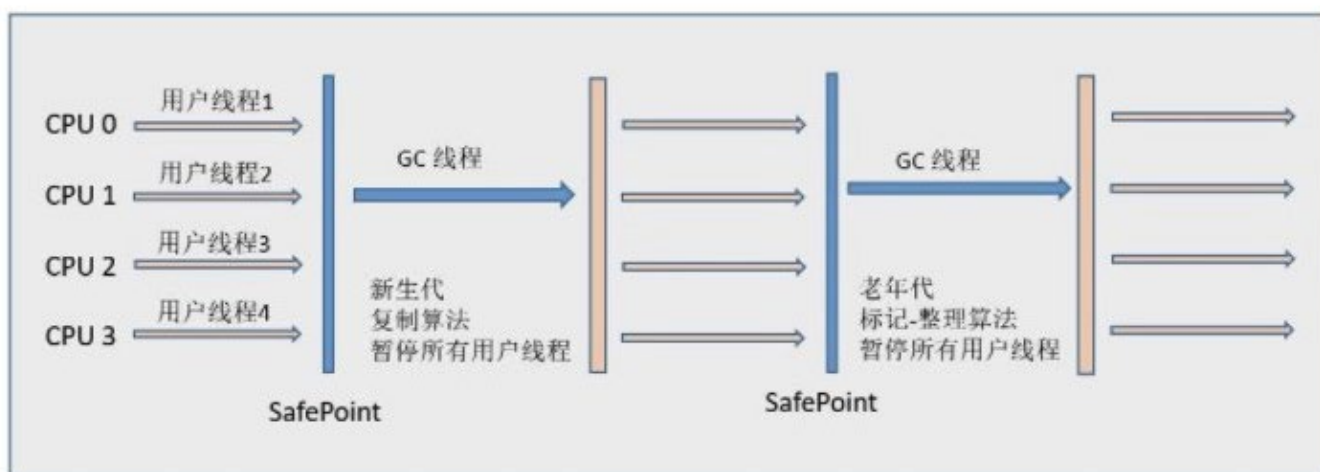 CPU 0
用户线程1
CPU 1
用户线程2
CPU 2
用户线程3
CPU 3
用户线程4
GC 线程
新生代
复制算法
暂停所有用户线程
SafePoint
GC 线程
老年代
标记-整理算法
暂停所有用户线程
SafePoint